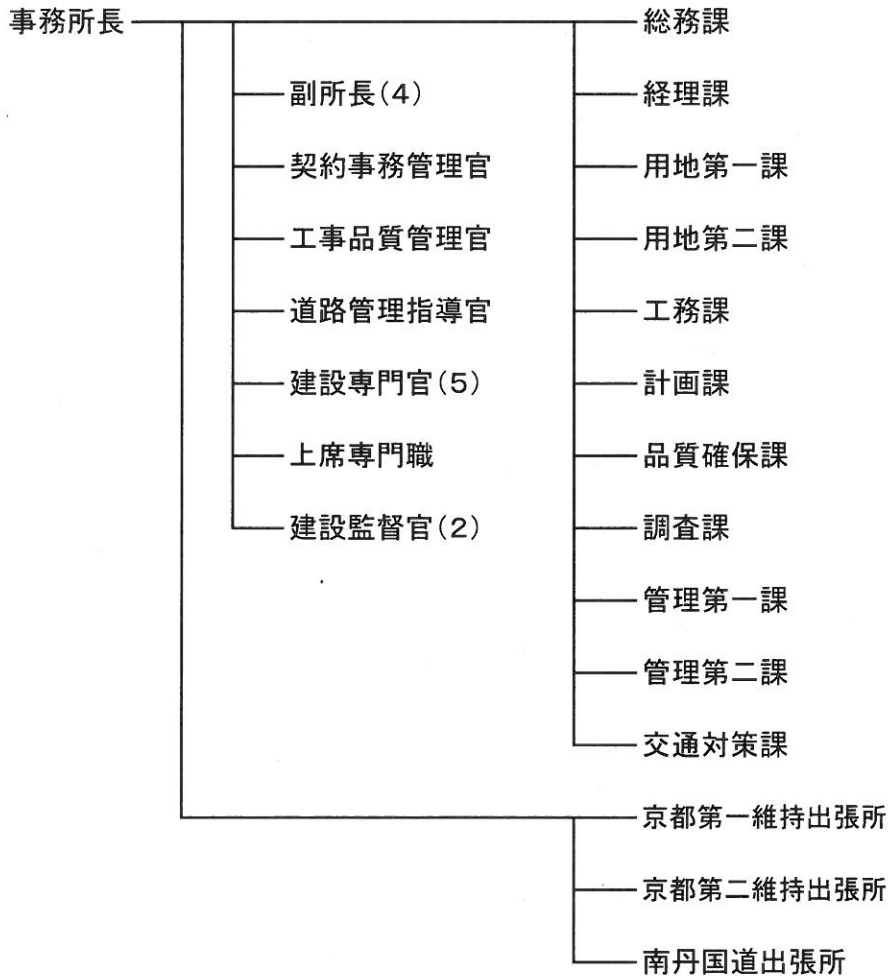 事務所長
副所長(4)
契約事務管理官
工事品質管理官
道路管理指導官
建設専門官(5)
上席専門職
建設監督官(2)
総務課
経理課
用地第一課
用地第二課
工務課
計画課
品質確保課
調査課
管理第一課
管理第二課
交通対策課
京都第一維持出張所
京都第二維持出張所
南丹国道出張所